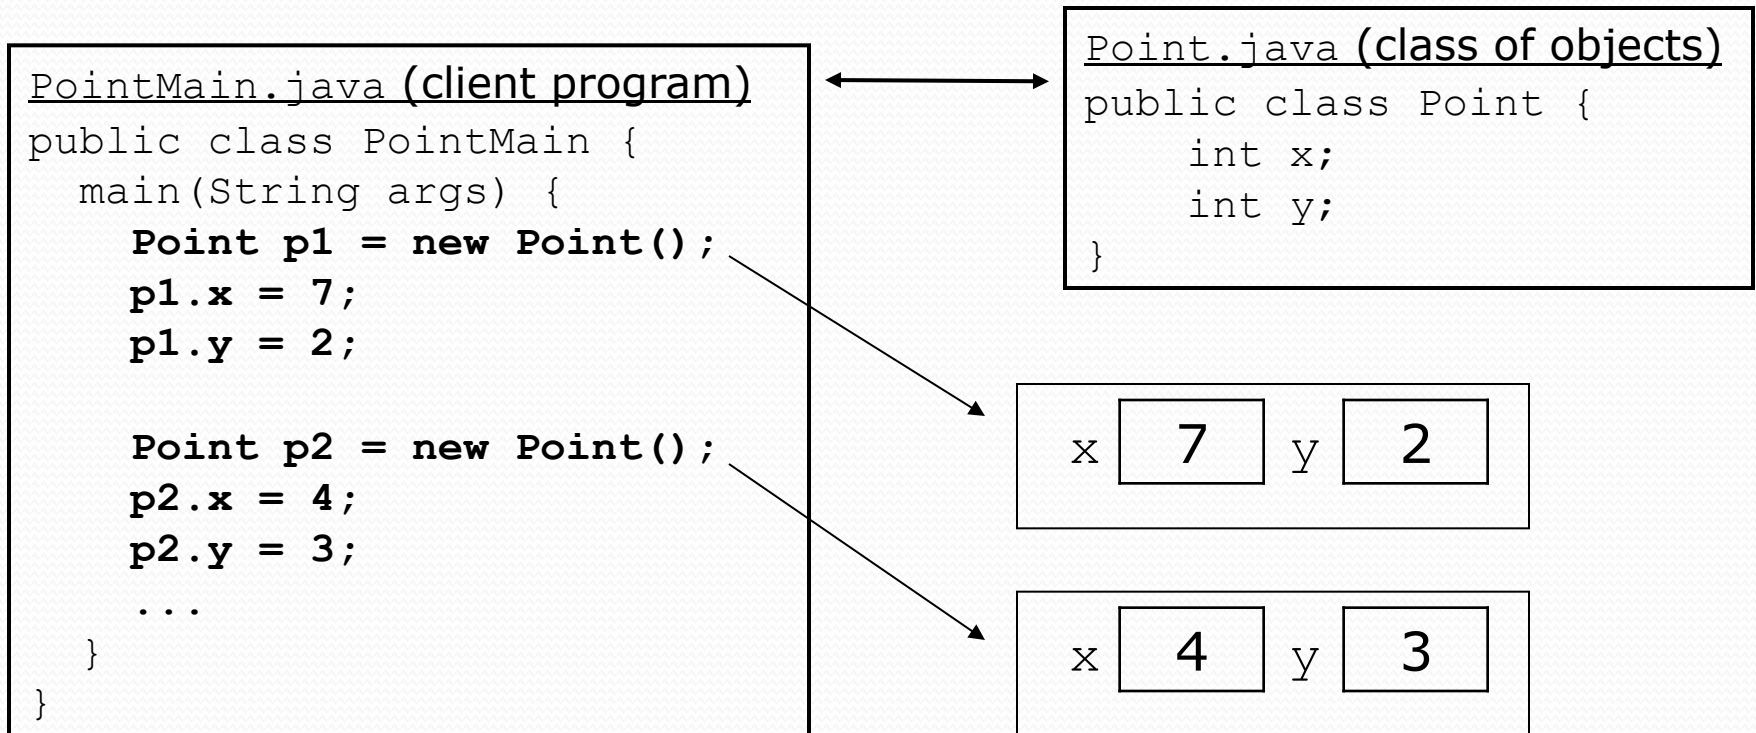 PointMain.java (client program)
public class PointMain {
main(String args) {
Point p1 = new Point();
p1.x = 7;
p1.y = 2;
Point p2 = new Point();
p2.x = 4;
p2.y = 3;
...
}
}
Point.java (class of objects)
public class Point {
int x;
int y;
}
x 7 y 2
x 4 y 3